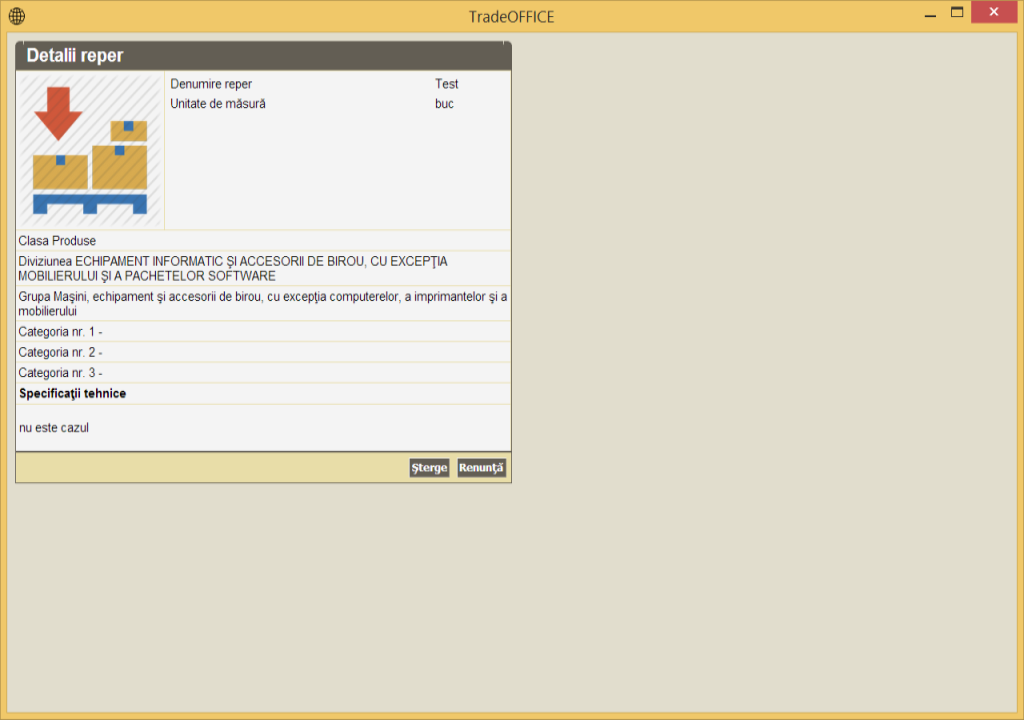 TradeOFFICE
Detalii reper
Denumire reper Test
Unitate de măsură buc
Clasa Produse
Diviziunea ECHIPAMENT INFORMATIC ŞI ACCESORII DE BIROU, CU EXCEPŢIA
MOBILIERULUI ŞI A PACHETELOR SOFTWARE
Grupa Maşini, echipament şi accesorii de birou, cu excepţia computerelor, a imprimantelor şi a
mobilierului
Categoria nr. 1 -
Categoria nr. 2 -
Categoria nr. 3 -
Specificaţii tehnice
nu este cazul
Şterge Renunţă